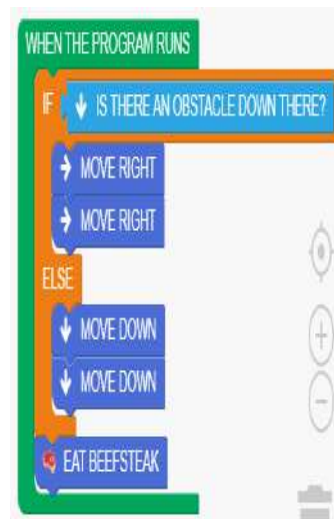 WHEN THE PROGRAM RUNS
IF IS THERE AN OBSTACLE DOWN THERE?
MOVE RIGHT
MOVE RIGHT
ELSE
MOVE DOWN
MOVE DOWN
EAT BEEFSTEAK